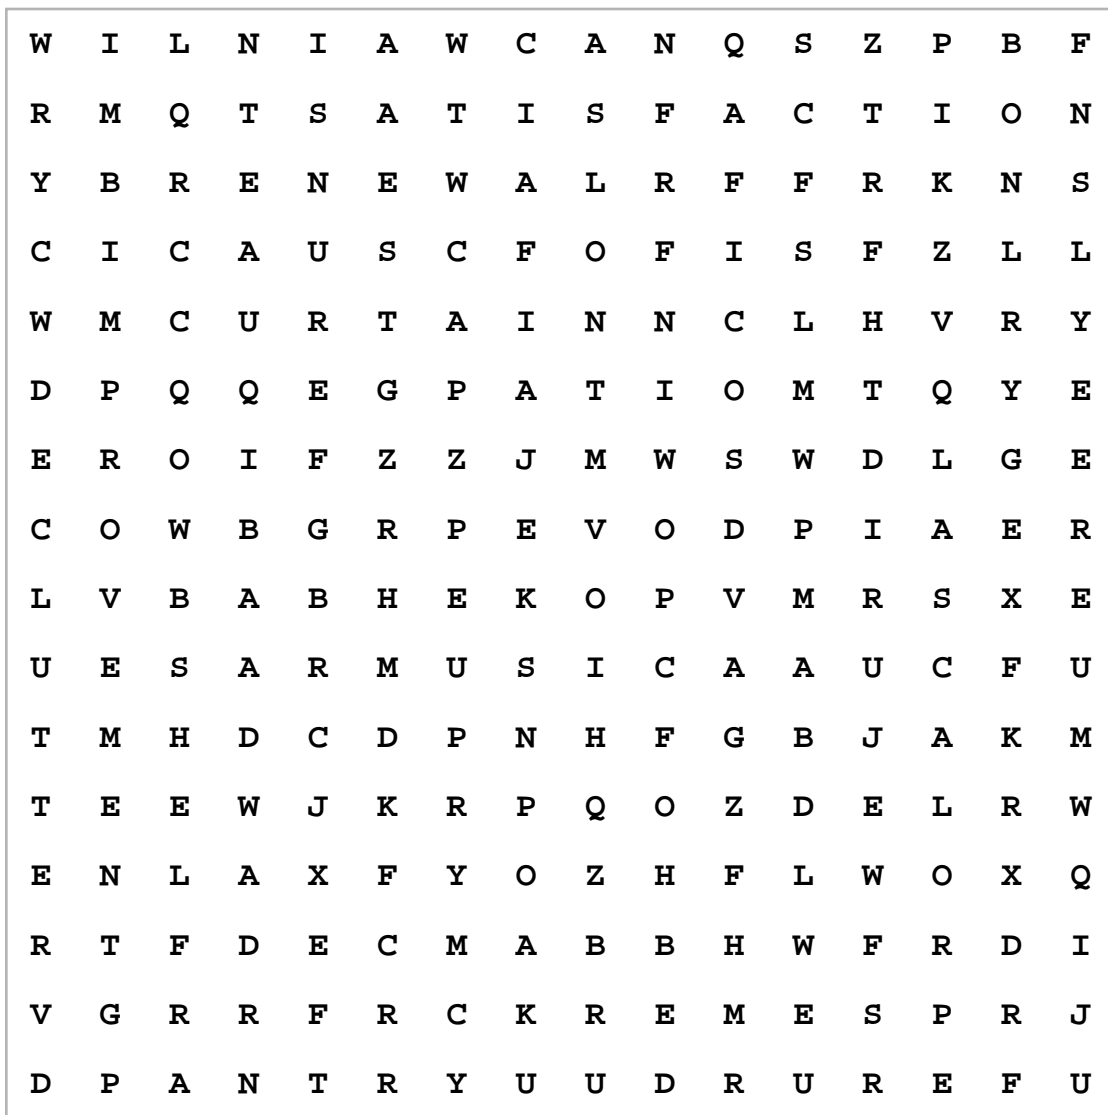 W I L N I A W C A N Q S Z P B F
R M Q T S A T I S F A C T I O N
Y B R E N E W A L R F F R K N S
C I C A U S C F O F I S F Z L L
W M C U R T A I N N C L H V R Y
D P Q Q E G P A T I O M T Q Y E
E R O I F Z Z J M W S W D L G E
C O W B G R P E V O D P I A E R
L V B A B H E K O P V M R S X E
U E S A R M U S I C A A U C F U
T M H D C D P N H F G B J A K M
T E E W J K R P Q O Z D E L R W
E N L A X F Y O Z H F L W O X Q
R T F D E C M A B B H W F R D I
V G R R F R C K R E M E S P R J
D P A N T R Y U U D R U R E F U